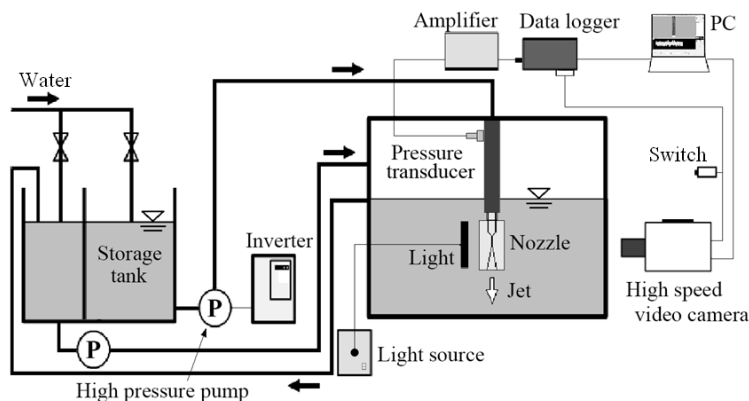 Amplifier
Data logger
PC
Water
Pressure
transducer
Switch
Storage
tank
Inverter
Light
Nozzle
Jet
High speed
video camera
P
P
Light source
High pressure pump